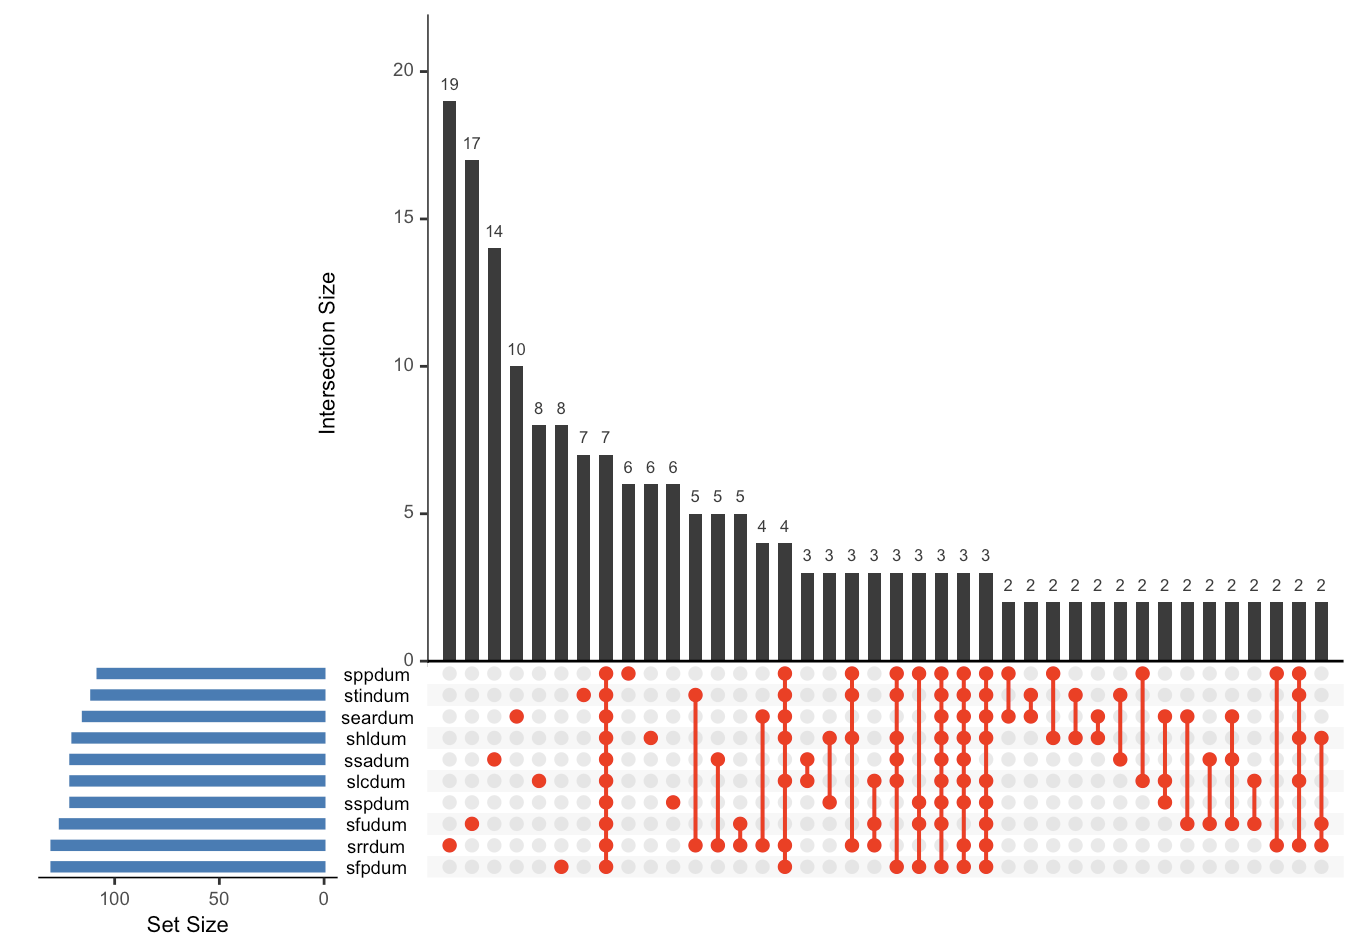 20
19
17
15
14
Intersection Size
10
10
8 8
7 7
6 6 6
5
5 5 5
4 4
3 3 3 3 3 3 3 3 3
2 2 2 2 2 2 2 2 2 2 2 2 2 2 2
0
sppdum
stindum
seardum
shldum
ssadum
slcdum
sspdum
sfudum
srrdum
sfpdum
100 50 0
Set Size